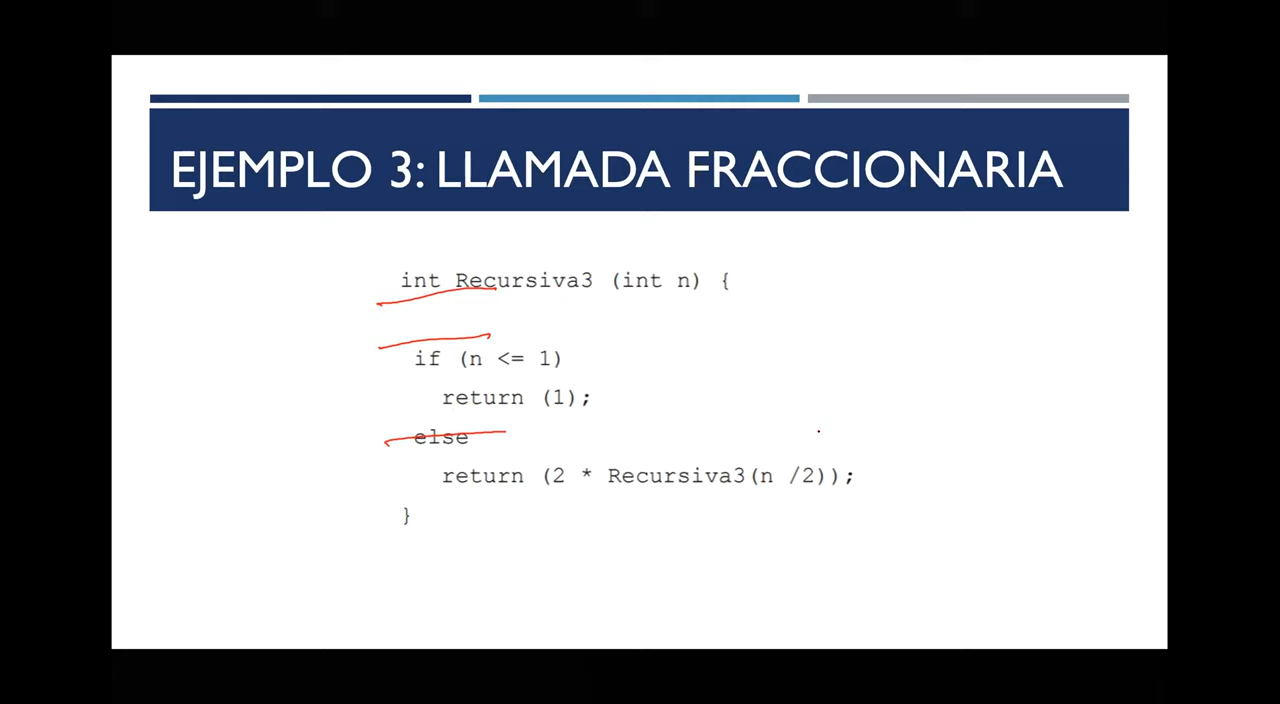 EJEMPLO 3: LLAMADA FRACCIONARIA
int Recursiva3 (int n) {
if (n <= 1)
return (1);
else
return (2 * Recursiva3(n /2));
}